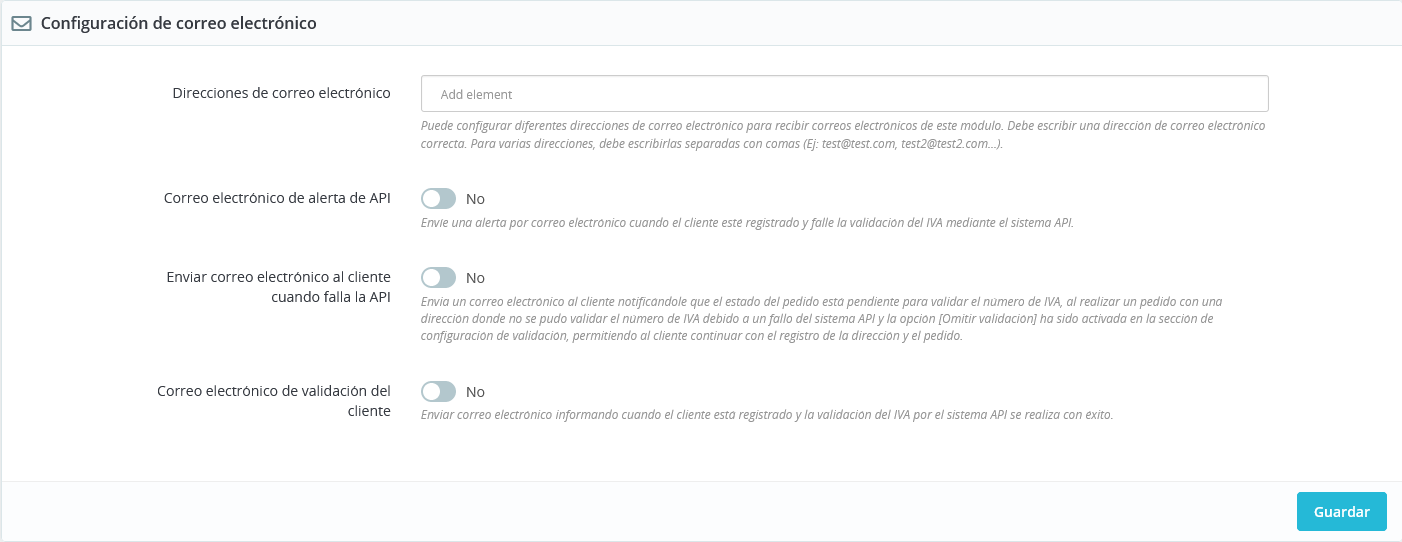 Configuración de correo electrónico
Direcciones de correo electrónico
Add element
Puede configurar diferentes direcciones de correo electrónico para recibir correos electrónicos de este módulo. Debe escribir una dirección de correo electrónico
correcta. Para varias direcciones, debe escribirlas separadas con comas (Ej: test@test.com, test2@test2.com...).
Correo electrónico de alerta de API
No
Envíe una alerta por correo electrónico cuando el cliente esté registrado y falle la validación del IVA mediante el sistema API.
Enviar correo electrónico al cliente
cuando falla la API
No
Envía un correo electrónico al cliente notificándole que el estado del pedido está pendiente para validar el número de IVA, al realizar un pedido con una
dirección donde no se pudo validar el número de IVA debido a un fallo del sistema API y la opción [Omitir validación] ha sido activada en la sección de
configuración de validación, permitiendo al cliente continuar con el registro de la dirección y el pedido.
Correo electrónico de validación del
cliente
No
Enviar correo electrónico informando cuando el cliente está registrado y la validación del IVA por el sistema API se realiza con éxito.
Guardar